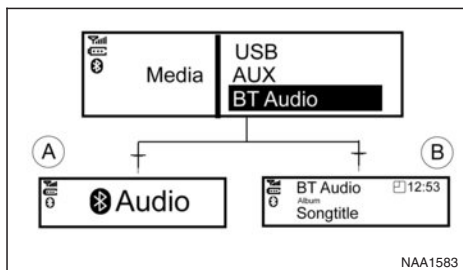 Media
USB
AUX
BT Audio
A
B
Audio
BT Audio 12:53
Album
Songtitle
NAA1583